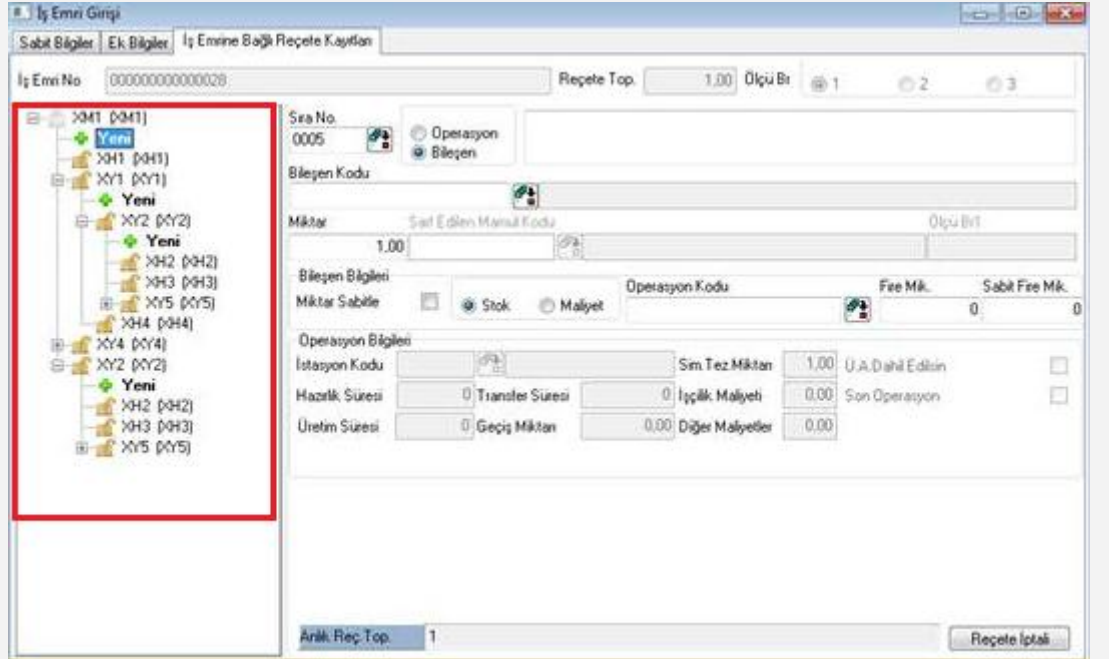 İş Emri Girişi
Sabit Bilgiler Ek Bilgiler İş Emrine Bağlı Reçete Kayıtları
İş Emri No 000000000000028 Reçete Top. 1,00 Ölçü Br 1 2 3
XM1 (XM1)
Yeni
XH1 (XH1)
XY1 (XY1)
Yeni
XY2 (XY2)
Yeni
XH2 (XH2)
XH3 (XH3)
XY5 (XY5)
XH4 (XH4)
XY4 (XY4)
XY2 (XY2)
Yeni
XH2 (XH2)
XH3 (XH3)
XY5 (XY5)
Sıra No.
0005 Operasyon
Bileşen
Bileşen Kodu
Miktar Sarf Edilen Mamul Kodu Ölçü Br1
1.00
Bileşen Bilgileri
Miktar Sabitle Stok Maliyet Operasyon Kodu Fire Mik. Sabit Fire Mik.
0 0
Operasyon Bilgileri
İstasyon Kodu Sim.Tez.Miktarı 1,00 Ü.A.Dahil Edilsin
Hazırlık Süresi 0 Transfer Süresi 0 İşçilik Maliyeti 0.00 Son Operasyon
Üretim Süresi 0 Geçiş Miktarı 0,00 Diğer Maliyetler 0,00
Anlık Reç Top. 1 Reçete İptali